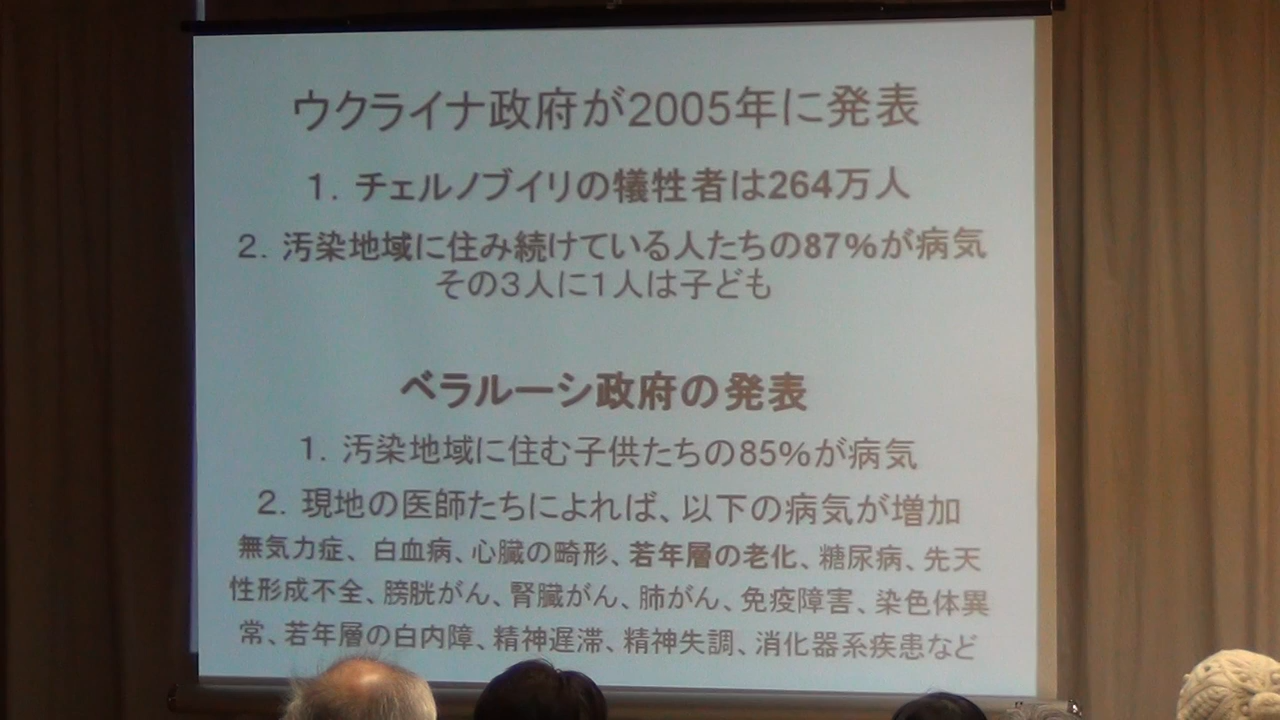 ウクライナ政府が2005年に発表
1. チェルノブイリの犠牲者は264万人
2. 汚染地域に住み続けている人たちの87%が病気
その3人に1人は子ども
ベラルーシ政府の発表
1. 汚染地域に住む子供たちの85%が病気
2. 現地の医師たちによれば、以下の病気が増加
無気力症、白血病、心臓の畸形、若年層の老化、糖尿病、先天
性形成不全、膀胱がん、腎臓がん、肺がん、免疫障害、染色体異
常、若年層の白内障、精神遅滞、精神失調、消化器系疾患など